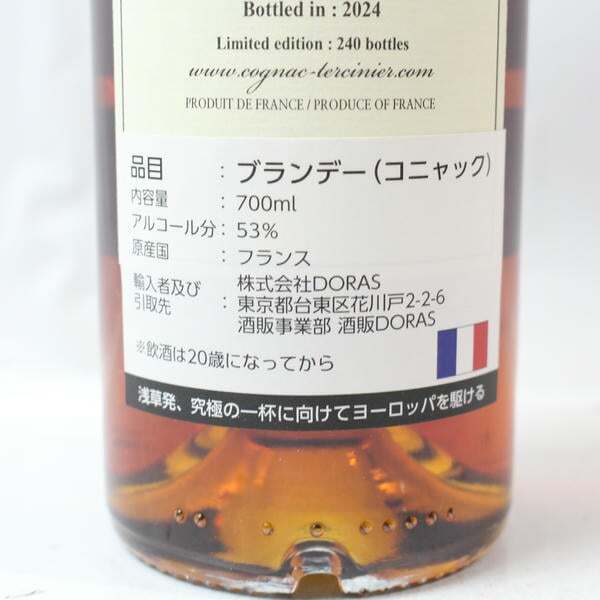 Bottled in : 2024
Limited edition : 240 bottles
www.cognac-tercinier.com
PRODUIT DE FRANCE / PRODUCE OF FRANCE
品目 : ブランデー(コニャック)
内容量 : 700ml
アルコール分 : 53%
原産国 : フランス
輸入者及び : 株式会社DORAS
引取先 東京都台東区花川戸2-2-6
酒販事業部 酒販DORAS
※飲酒は20歳になってから
浅草発、究極の一杯に向けてヨーロッパを駆ける